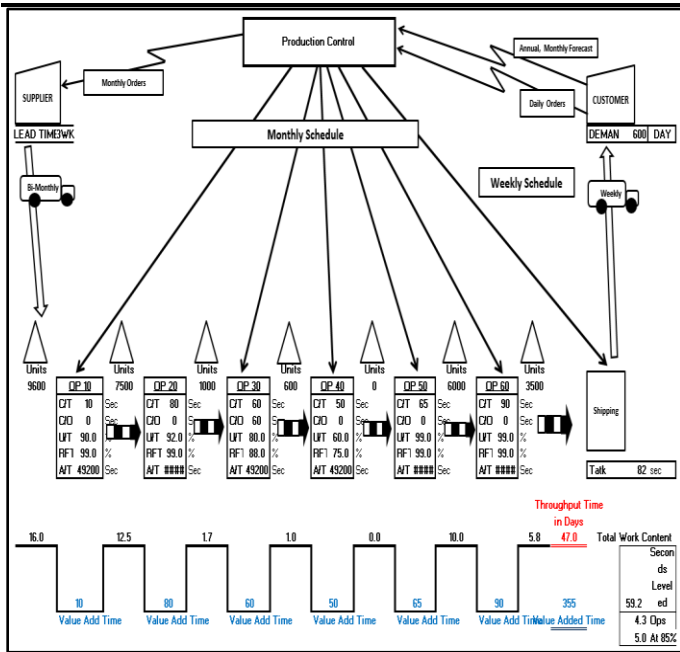 Production Control
Annual, Monthly Forecast
Monthly Orders
SUPPLIER
CUSTOMER
Daily Orders
LEAD TIME3WK
Monthly Schedule
DEMAN 600 DAY
Bi-Monthly
Weekly Schedule
Weekly
Units Units Units Units Units Units Units
9600 7500 1000 600 0 6000 3500
OP 10 OP 20 OP 30 OP 40 OP 50 OP 60
C/T 10 Sec C/T 80 Sec C/T 60 Sec C/T 50 Sec C/T 65 Sec C/T 90 Sec
C/O 0 Sec C/O 0 Sec C/O 60 Sec C/O 0 Sec C/O 0 Sec C/O 0 Sec
U/T 90.0 % U/T 92.0 % U/T 80.0 % U/T 60.0 % U/T 99.0 % U/T 99.0 %
RFT 99.0 % RFT 99.0 % RFT 88.0 % RFT 75.0 % RFT 99.0 % RFT 99.0 %
A/T 49200 Sec A/T #### Sec A/T 49200 Sec A/T 49200 Sec A/T #### Sec A/T #### Sec
Shipping
Tatk 82 sec
Throughput Time
in Days
16.0 12.5 1.7 1.0 0.0 10.0 5.8 47.0
Total Work Content
Secon
ds
Level
59.2 ed
4.3 Ops
5.0 At 85%
10 80 60 50 65 90 355
Value Add Time Value Add Time Value Add Time Value Add Time Value Add Time Value Add Time Value Added Time